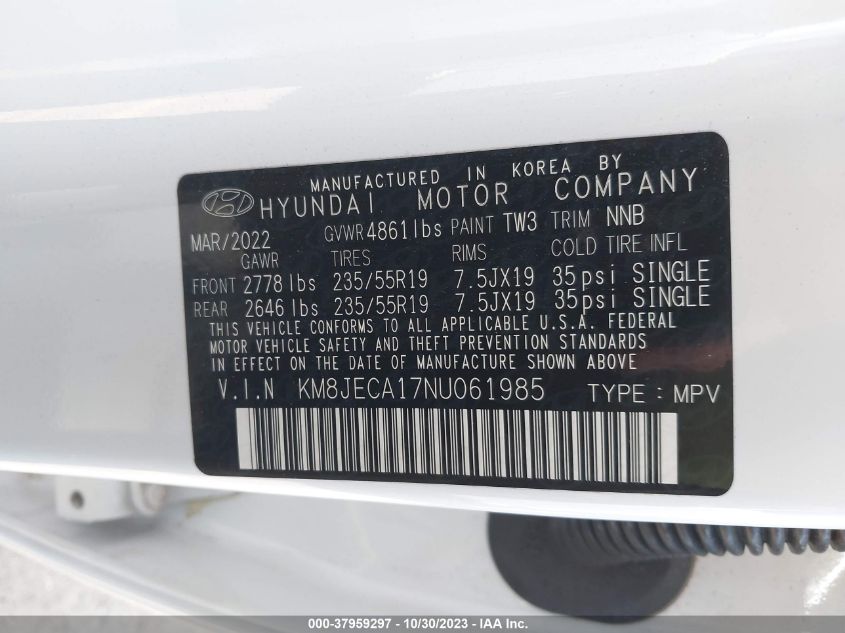 MANUFACTURED IN KOREA BY
HYUNDAI MOTOR COMPANY
MAR/2022 GVWR 4861lbs PAINT TW3 TRIM NNB
GAWR TIRES RIMS COLD TIRE INFL
FRONT 2778 lbs 235/55R19 7.5JX19 35psi SINGLE
REAR 2646 lbs 235/55R19 7.5JX19 35psi SINGLE
THIS VEHICLE CONFORMS TO ALL APPLICABLE U.S.A. FEDERAL
MOTOR VEHICLE SAFETY AND THEFT PREVENTION STANDARDS
IN EFFECT ON THE DATE OF MANUFACTURE SHOWN ABOVE
V.I.N KM8JECA17NU061985 TYPE : MPV
000-37959297 - 10/30/2023 - IAA Inc.